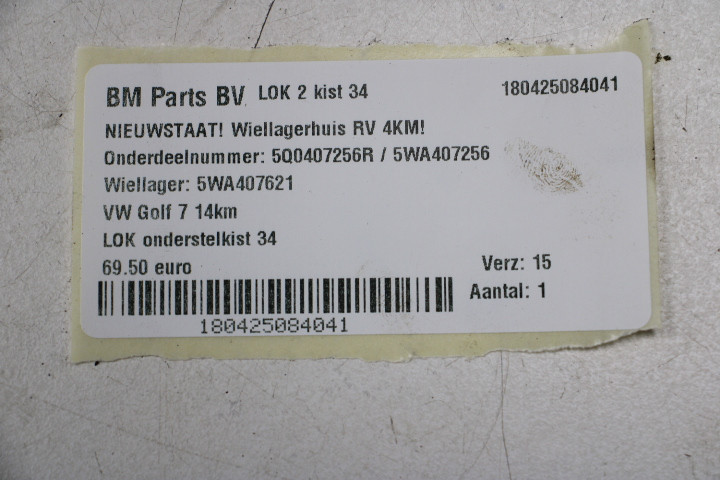 BM Parts BV LOK 2 kist 34 180425084041
NIEUWSTAAT! Wiellagerhuis RV 4KM!
Onderdeelnummer: 5Q0407256R / 5WA407256
Wiellager: 5WA407621
VW Golf 7 14km
LOK onderstelkist 34
69.50 euro Verz: 15
Aantal: 1
180425084041